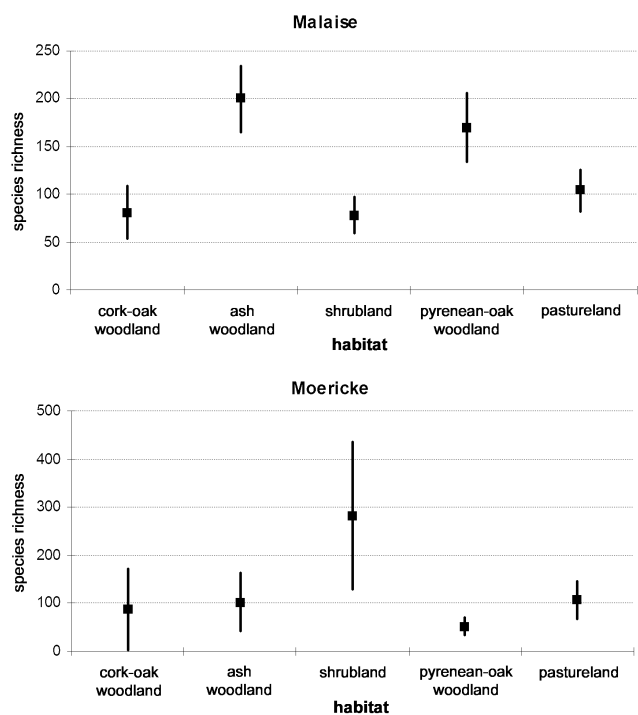 Malaise
250
200
150
100
50
0
species richness
cork-oak woodland
ash woodland
shrubland
pyrenean-oak woodland
pastureland
habitat
Moericke
500
400
300
200
100
0
species richness
cork-oak woodland
ash woodland
shrubland
pyrenean-oak woodland
pastureland
habitat